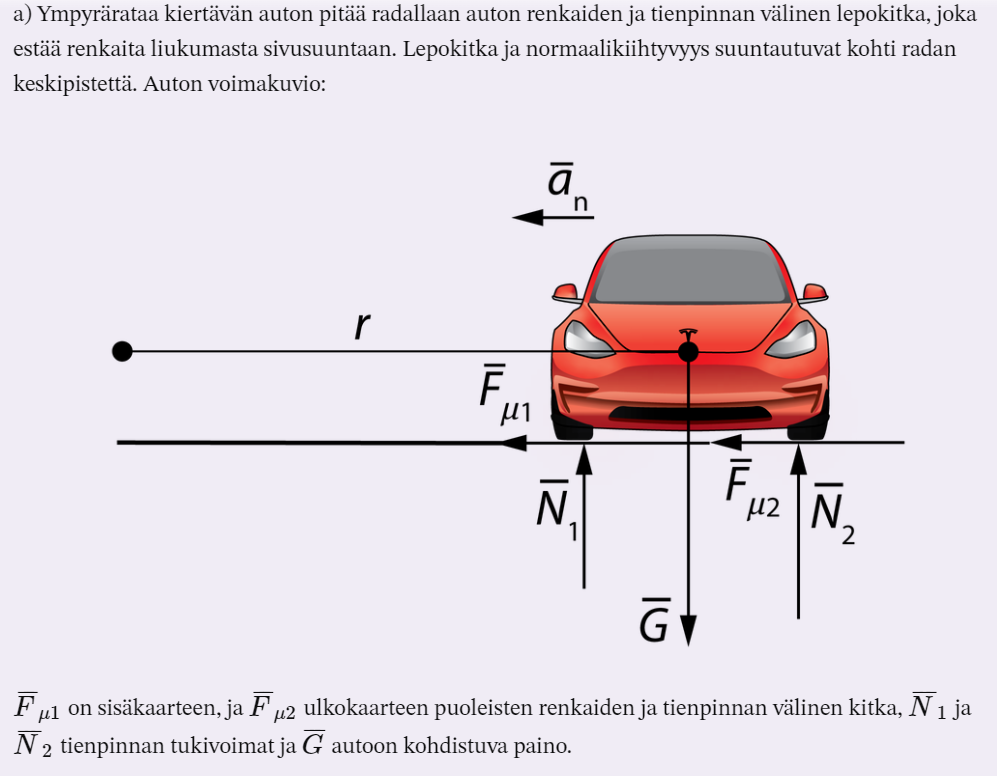 a) Ympyrärataa kiertävän auton pitää radallaan auton renkaiden ja tienpinnan välinen lepokitka, joka
estää renkaita liukumasta sivusuuntaan. Lepokitka ja normaalikiihtyvyys suuntautuvat kohti radan
keskipistettä. Auton voimakuvio:
a̅ₙ
r
F̅ μ1
F̅ μ2
N̅ 1
N̅ 2
G̅
F̅ μ1 on sisäkaarteen, ja F̅ μ2 ulkokaarteen puoleisten renkaiden ja tienpinnan välinen kitka, N̅ 1 ja
N̅ 2 tienpinnan tukivoimat ja G̅ autoon kohdistuva paino.